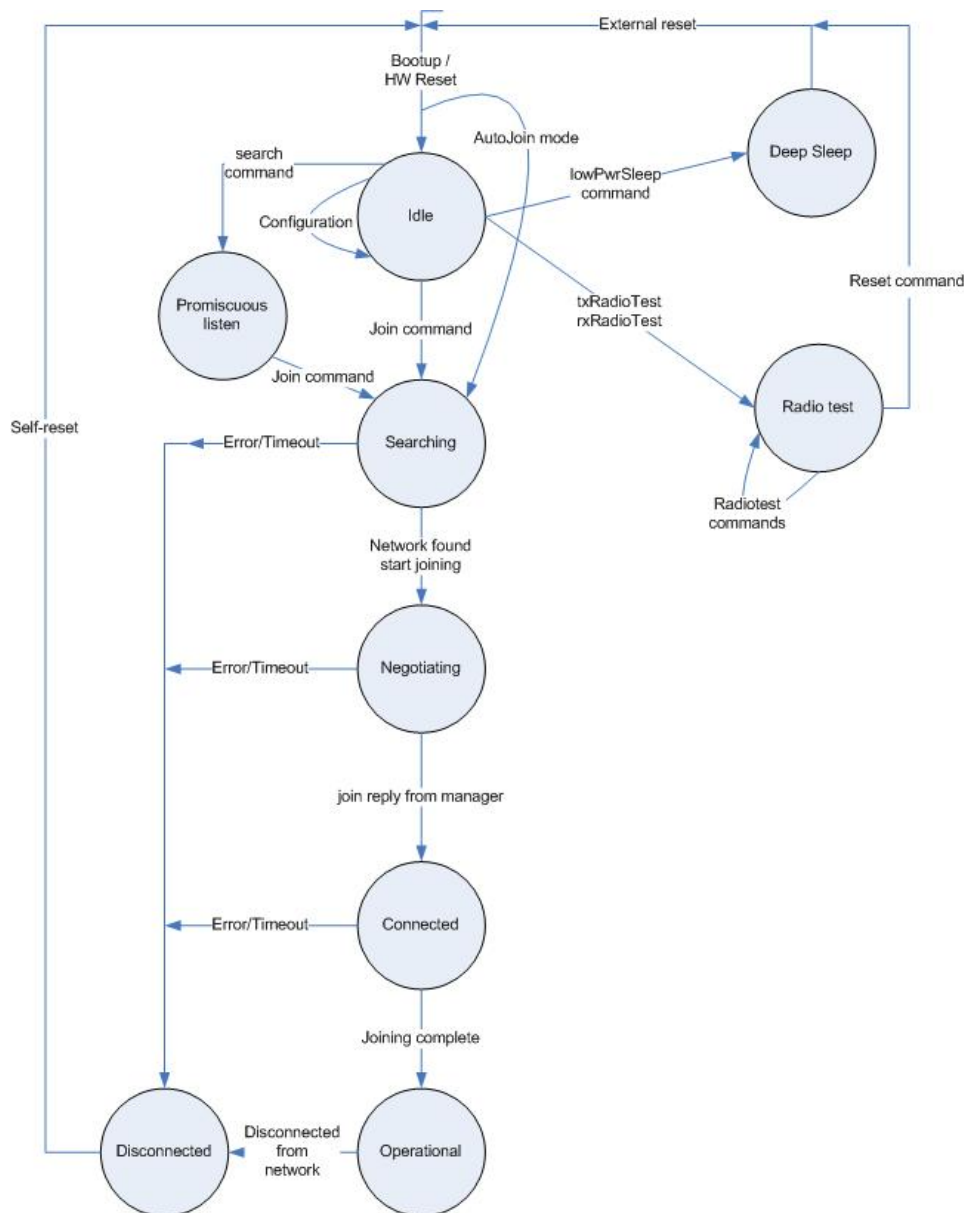 External reset
Bootup /
HW Reset
AutoJoin mode
search
command
Deep Sleep
lowPwrSleep
command
Configuration
Idle
Reset command
Promiscuous
listen
txRadioTest
rxRadioTest
Join command
Join command
Radio test
Self-reset
Error/Timeout
Searching
Radiotest
commands
Network found
start joining
Error/Timeout
Negotiating
join reply from manager
Error/Timeout
Connected
Joining complete
Disconnected
Disconnected
from
network
Operational